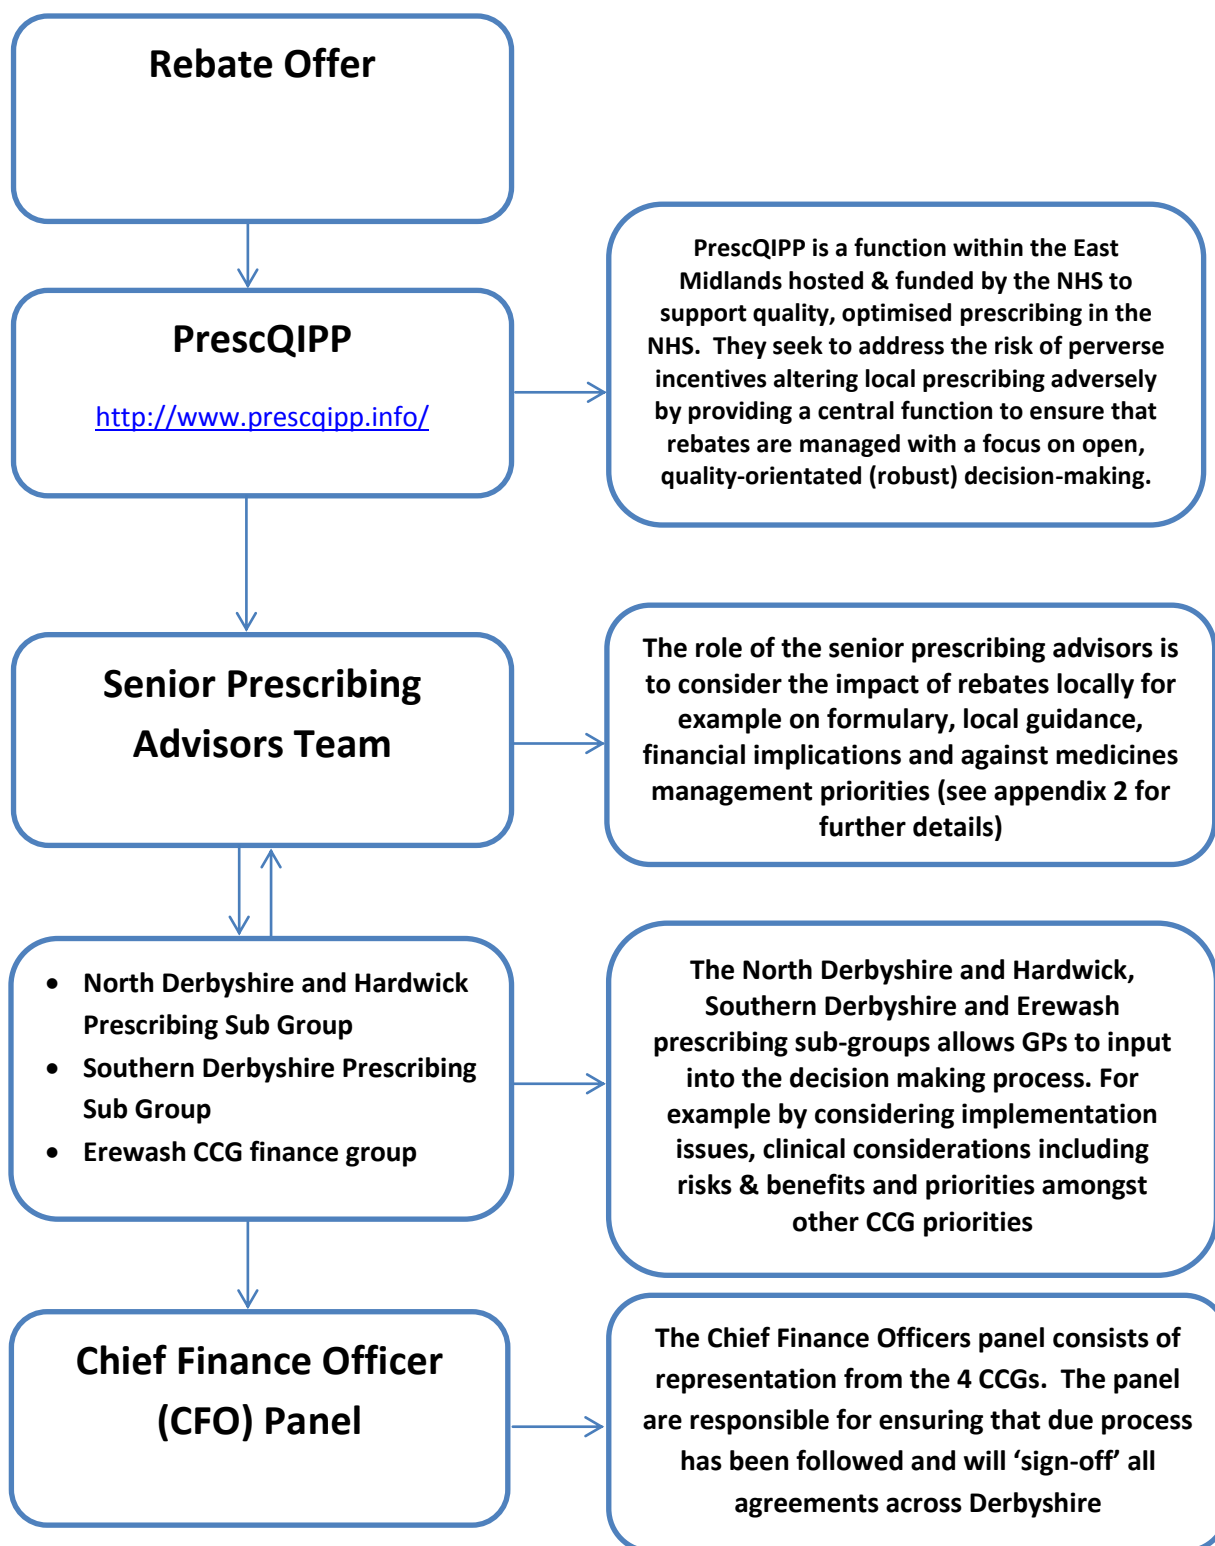 Rebate Offer
PrescQIPP
http://www.prescqipp.info/
PrescQIPP is a function within the East
Midlands hosted & funded by the NHS to
support quality, optimised prescribing in the
NHS. They seek to address the risk of perverse
incentives altering local prescribing adversely
by providing a central function to ensure that
rebates are managed with a focus on open,
quality-orientated (robust) decision-making.
Senior Prescribing
Advisors Team
The role of the senior prescribing advisors is
to consider the impact of rebates locally for
example on formulary, local guidance,
financial implications and against medicines
management priorities (see appendix 2 for
further details)
• North Derbyshire and Hardwick
Prescribing Sub Group
• Southern Derbyshire Prescribing
Sub Group
• Erewash CCG finance group
The North Derbyshire and Hardwick,
Southern Derbyshire and Erewash
prescribing sub-groups allows GPs to input
into the decision making process. For
example by considering implementation
issues, clinical considerations including
risks & benefits and priorities amongst
other CCG priorities
Chief Finance Officer
(CFO) Panel
The Chief Finance Officers panel consists of
representation from the 4 CCGs. The panel
are responsible for ensuring that due process
has been followed and will ‘sign-off’ all
agreements across Derbyshire